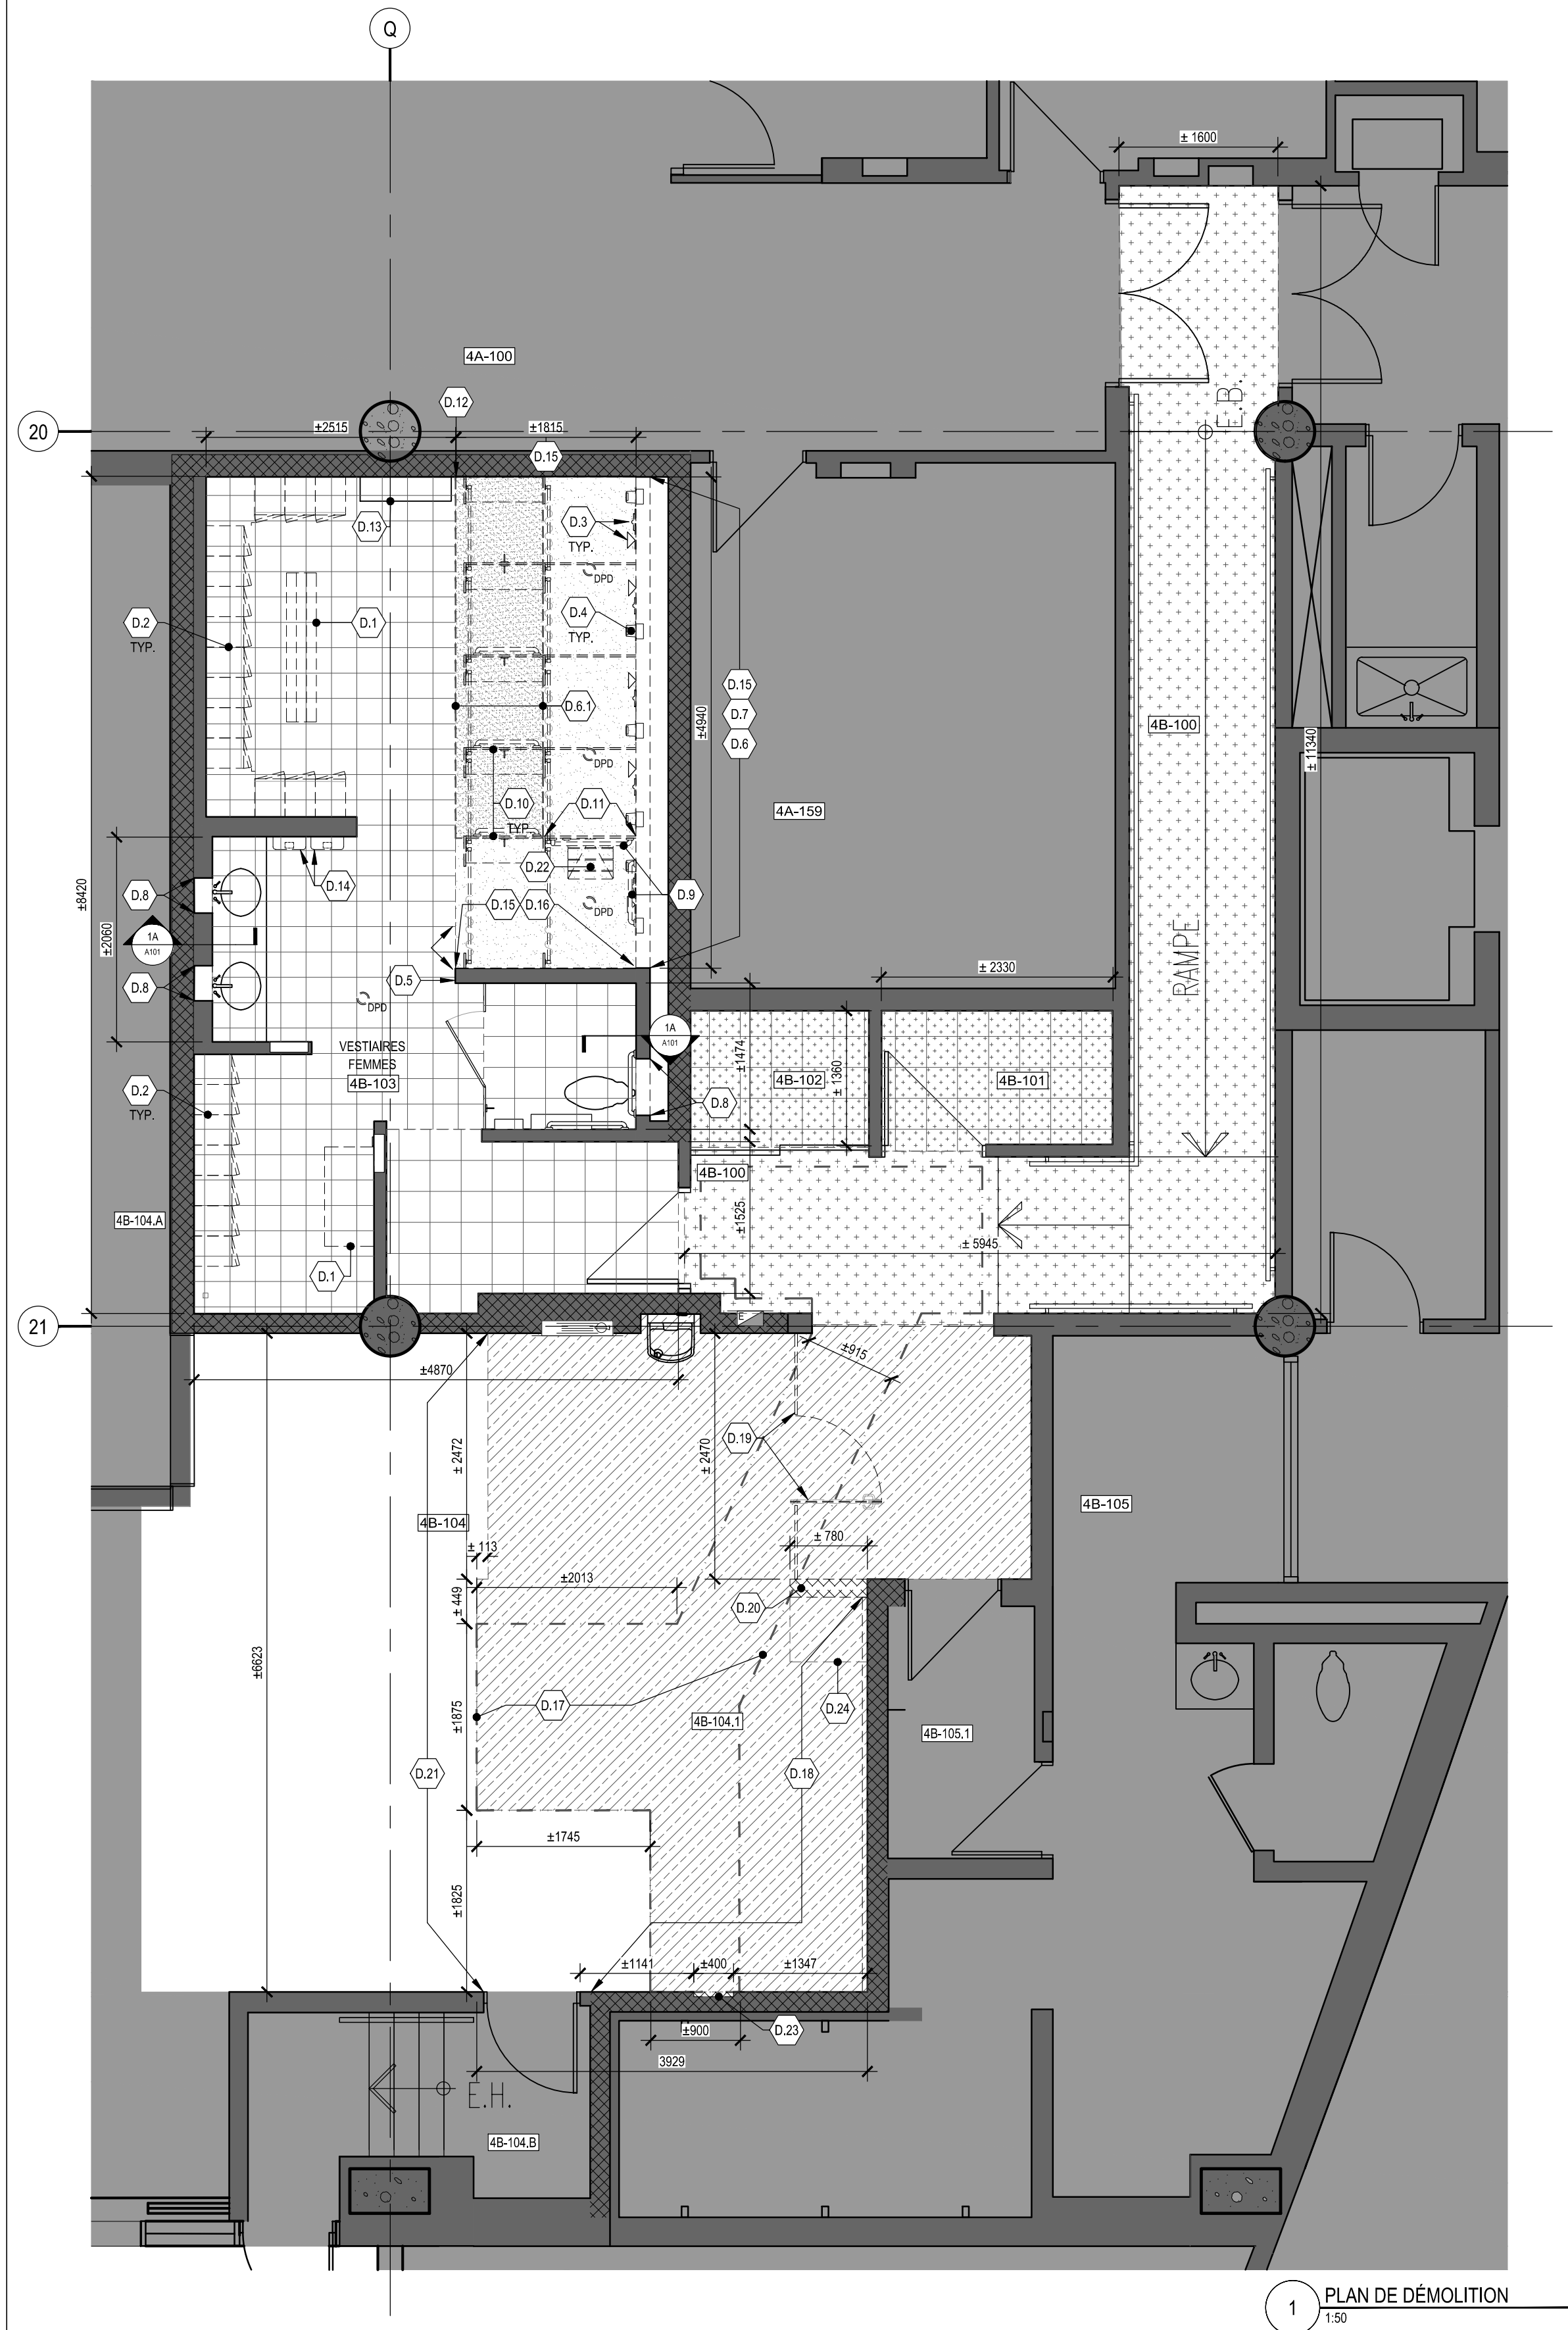 Q
± 1600
4A-100
D.12
20
±2515
±1815
D.15
E.B.
D.13
D.3
TYP.
DPD
D.2
TYP.
D.1
D.4
TYP.
D.15
D.7
D.6
±4940
D.6.1
4B-100
± 11340
DPD
D.10
TYP.
D.11
4A-159
D.22
D.14
D.9
D.8
±8420
±2060
D.15
D.16
DPD
1A
A101
RAMPE
D.8
D.5
± 2330
DPD
1A
A101
VESTIAIRES
FEMMES
4B-103
±1474
4B-102
± 1360
4B-101
D.2
TYP.
D.8
4B-100
4B-104.A
±1525
± 5945
D.1
21
E
±4870
±915
± 2472
± 2470
D.19
4B-104
4B-105
± 113
± 780
±2013
± 449
D.20
±6623
D.17
D.24
±1875
4B-104.1
4B-105.1
D.21
D.18
±1745
±1825
±1141
±400
±1347
±900
D.23
3929
E.H.
4B-104.B
1
PLAN DE DÉMOLITION
1:50